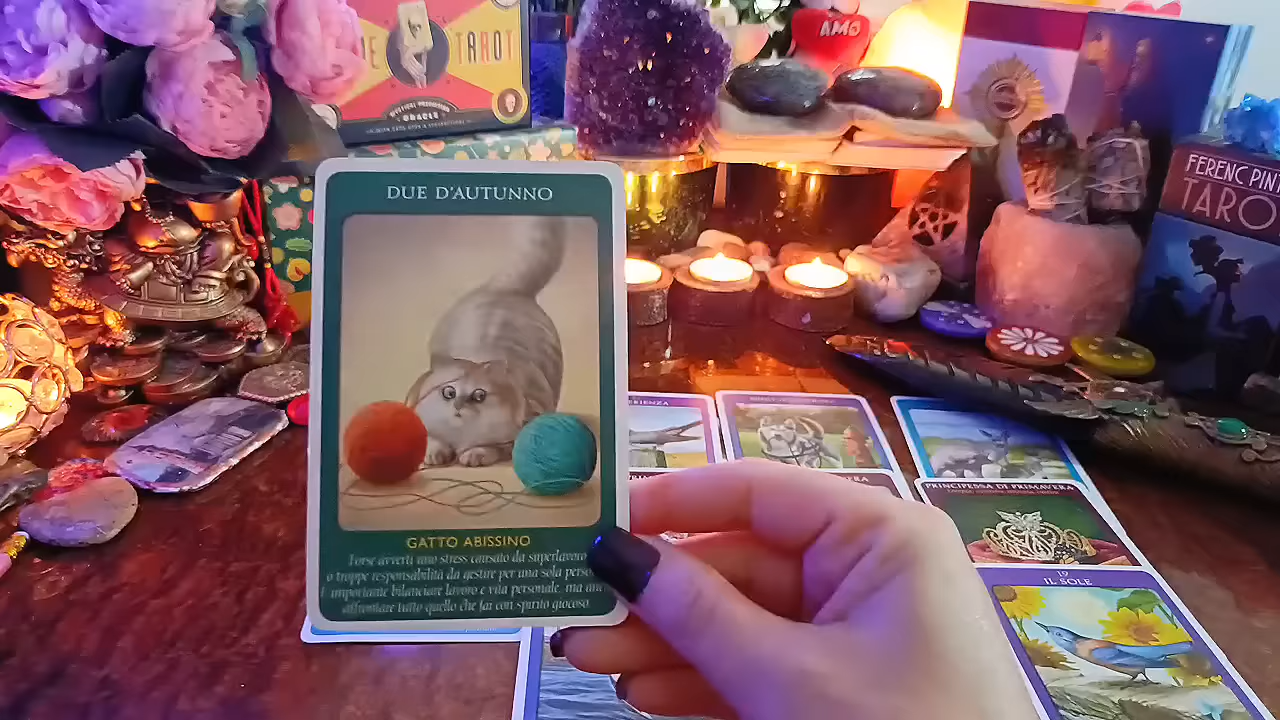 TAROT
ORACLE
AMO
FERENC PINT
TARO
DUE D'AUTUNNO
GATTO ABISSINO
Forse avverti uno stress causato da superlavoro
o troppe responsabilità da gestire per una sola perso
importante bilanciare lavoro e vita personale, ma anc
affrontare tutto quello che fai con spirito giocoso
PRINCIPESSA DI PRIMAVERA
19
IL SOLE